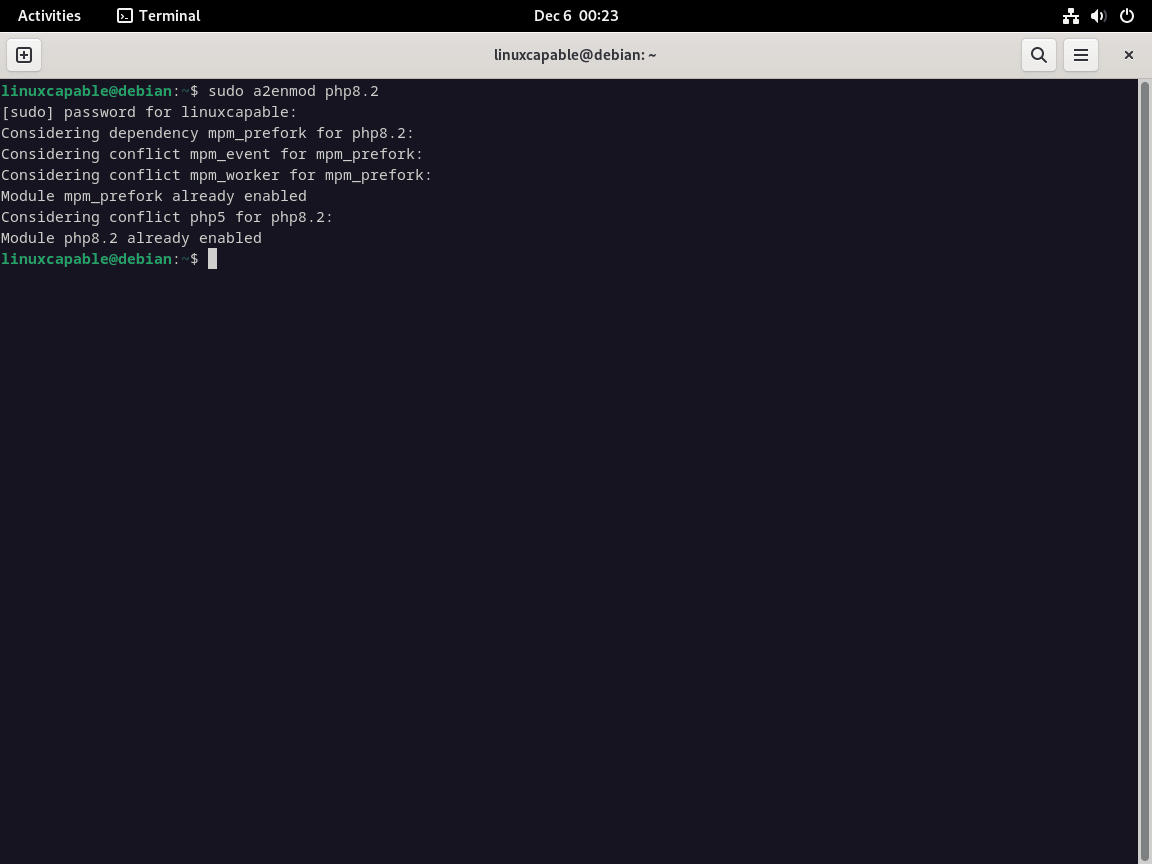 Activities Terminal Dec 6 00:23
linuxcapable@debian: ~
linuxcapable@debian:~$ sudo a2enmod php8.2
[sudo] password for linuxcapable:
Considering dependency mpm_prefork for php8.2:
Considering conflict mpm_event for mpm_prefork:
Considering conflict mpm_worker for mpm_prefork:
Module mpm_prefork already enabled
Considering conflict php5 for php8.2:
Module php8.2 already enabled
linuxcapable@debian:~$